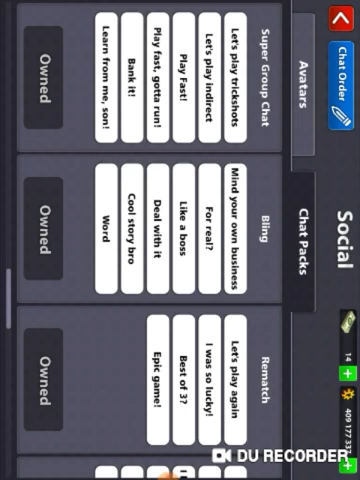 Chat Order
Social
14
409 177 337
Avatars
Chat Packs
Super Group Chat
Let's play trickshots
Let's play indirect
Play Fast!
Play fast, gotta run!
Bank it!
Learn from me, son!
Owned
Bling
Mind your own business
For real?
Like a boss
Deal with it
Cool story bro
Word
Owned
Rematch
Let's play again
I was so lucky!
Best of 3?
Epic game!
Owned
DU RECORDER